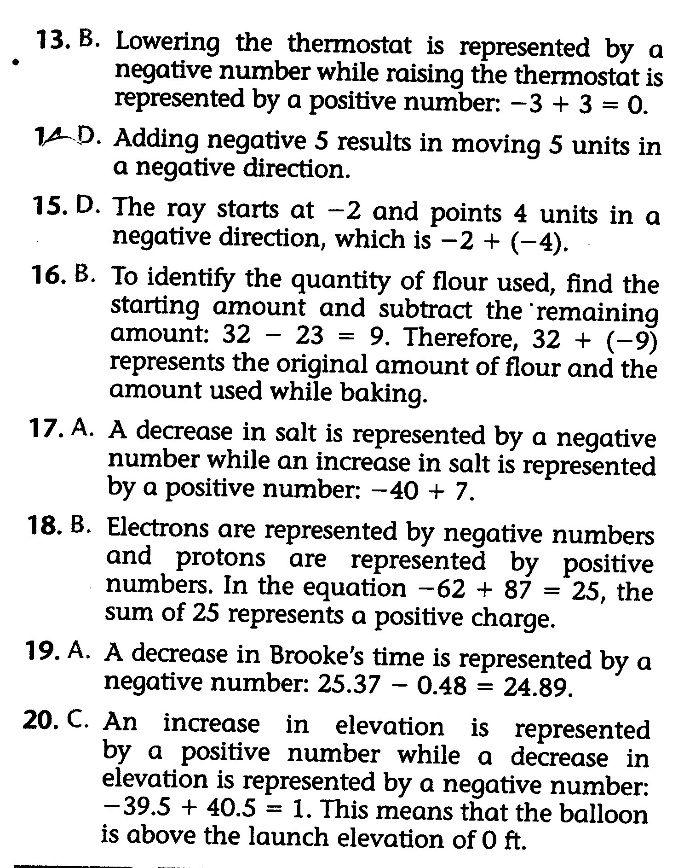 13. B. Lowering the thermostat is represented by a
negative number while raising the thermostat is
represented by a positive number: −3 + 3 = 0.
14. D. Adding negative 5 results in moving 5 units in
a negative direction.
15. D. The ray starts at −2 and points 4 units in a
negative direction, which is −2 + (−4).
16. B. To identify the quantity of flour used, find the
starting amount and subtract the remaining
amount: 32 − 23 = 9. Therefore, 32 + (−9)
represents the original amount of flour and the
amount used while baking.
17. A. A decrease in salt is represented by a negative
number while an increase in salt is represented
by a positive number: −40 + 7.
18. B. Electrons are represented by negative numbers
and protons are represented by positive
numbers. In the equation −62 + 87 = 25, the
sum of 25 represents a positive charge.
19. A. A decrease in Brooke's time is represented by a
negative number: 25.37 − 0.48 = 24.89.
20. C. An increase in elevation is represented
by a positive number while a decrease in
elevation is represented by a negative number:
−39.5 + 40.5 = 1. This means that the balloon
is above the launch elevation of 0 ft.